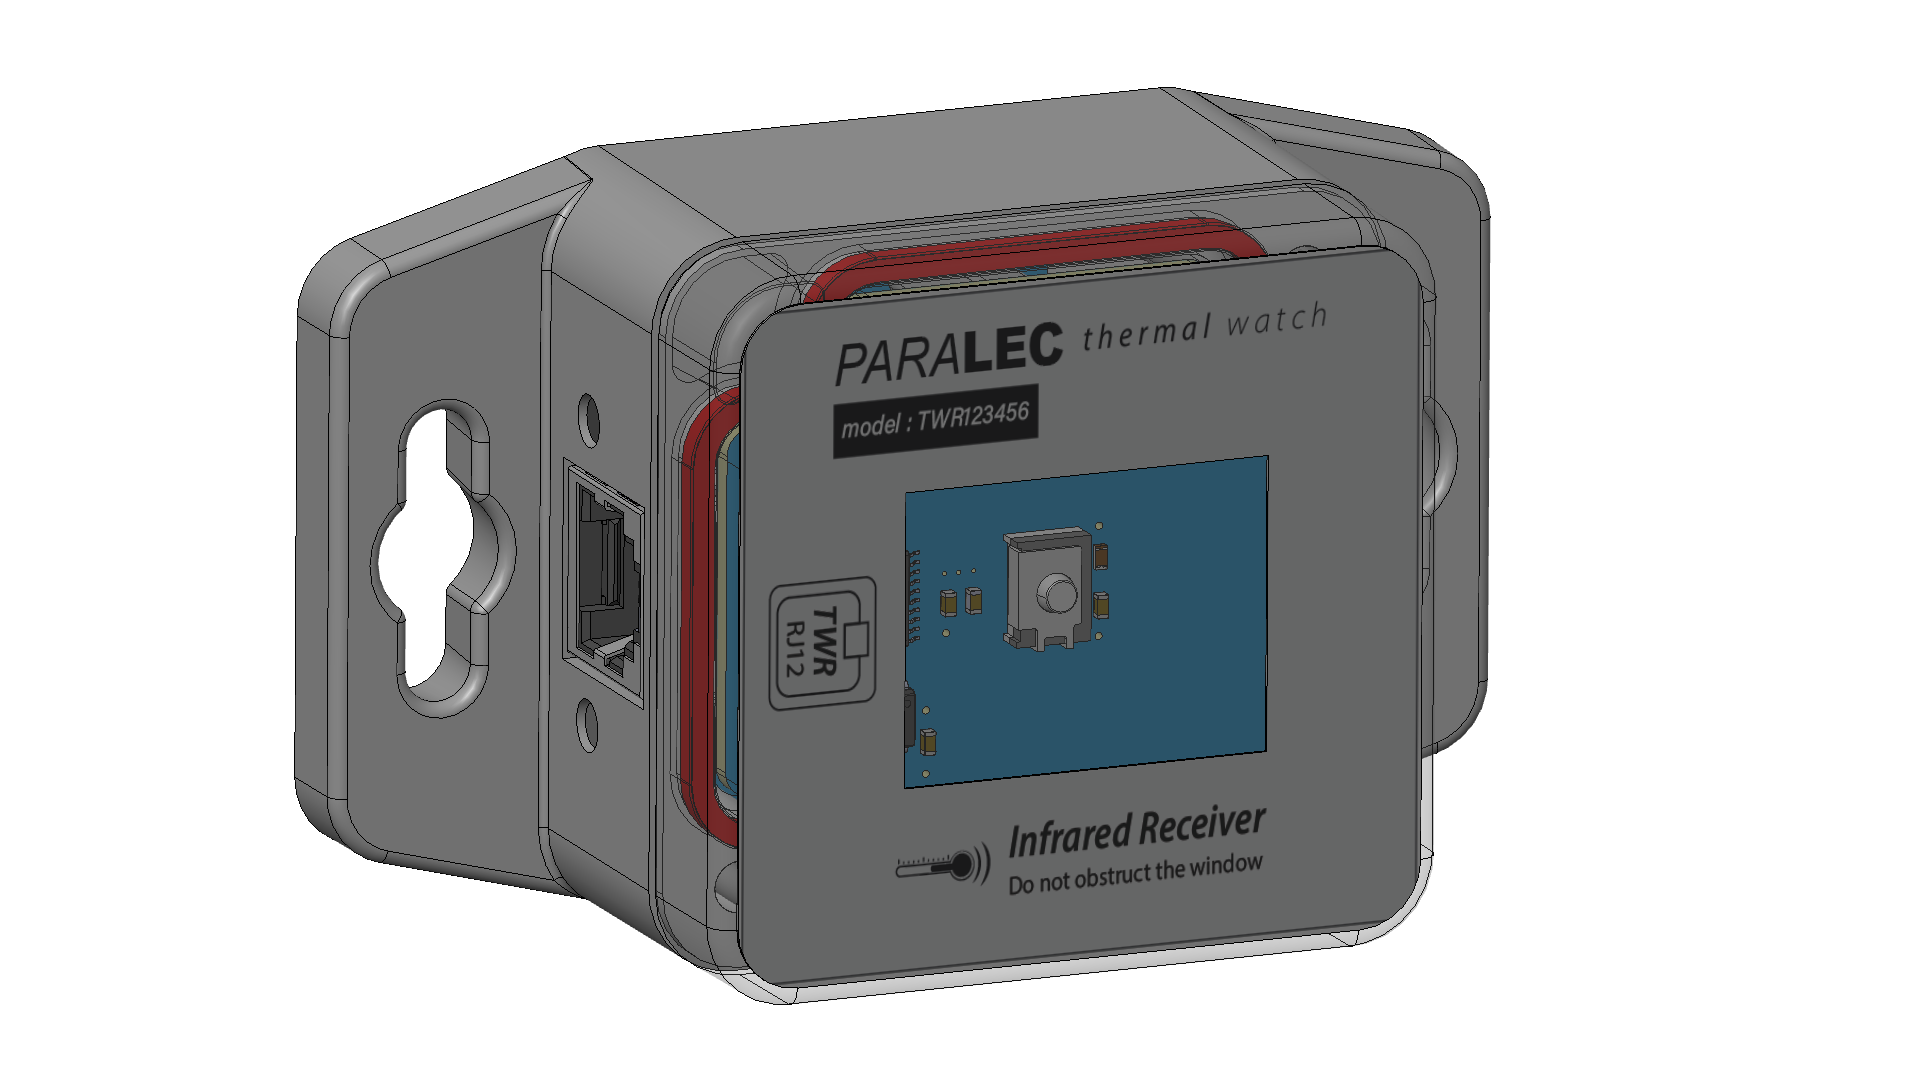 PARALEC thermal watch
model : TWR123456
TWR
RJ12
Infrared Receiver
Do not obstruct the window